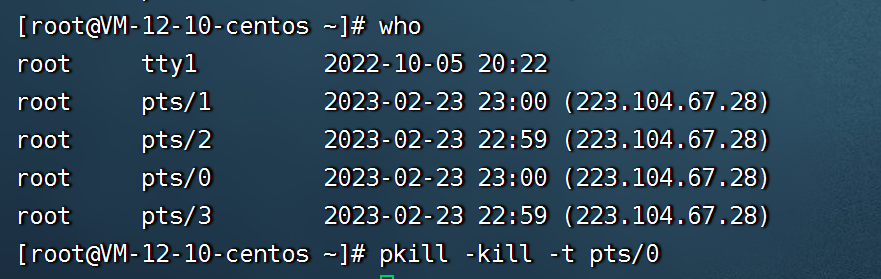 [root@VM-12-10-centos ~]# who
root     tty1         2022-10-05 20:22
root     pts/1        2023-02-23 23:00 (223.104.67.28)
root     pts/2        2023-02-23 22:59 (223.104.67.28)
root     pts/0        2023-02-23 23:00 (223.104.67.28)
root     pts/3        2023-02-23 22:59 (223.104.67.28)
[root@VM-12-10-centos ~]# pkill -kill -t pts/0